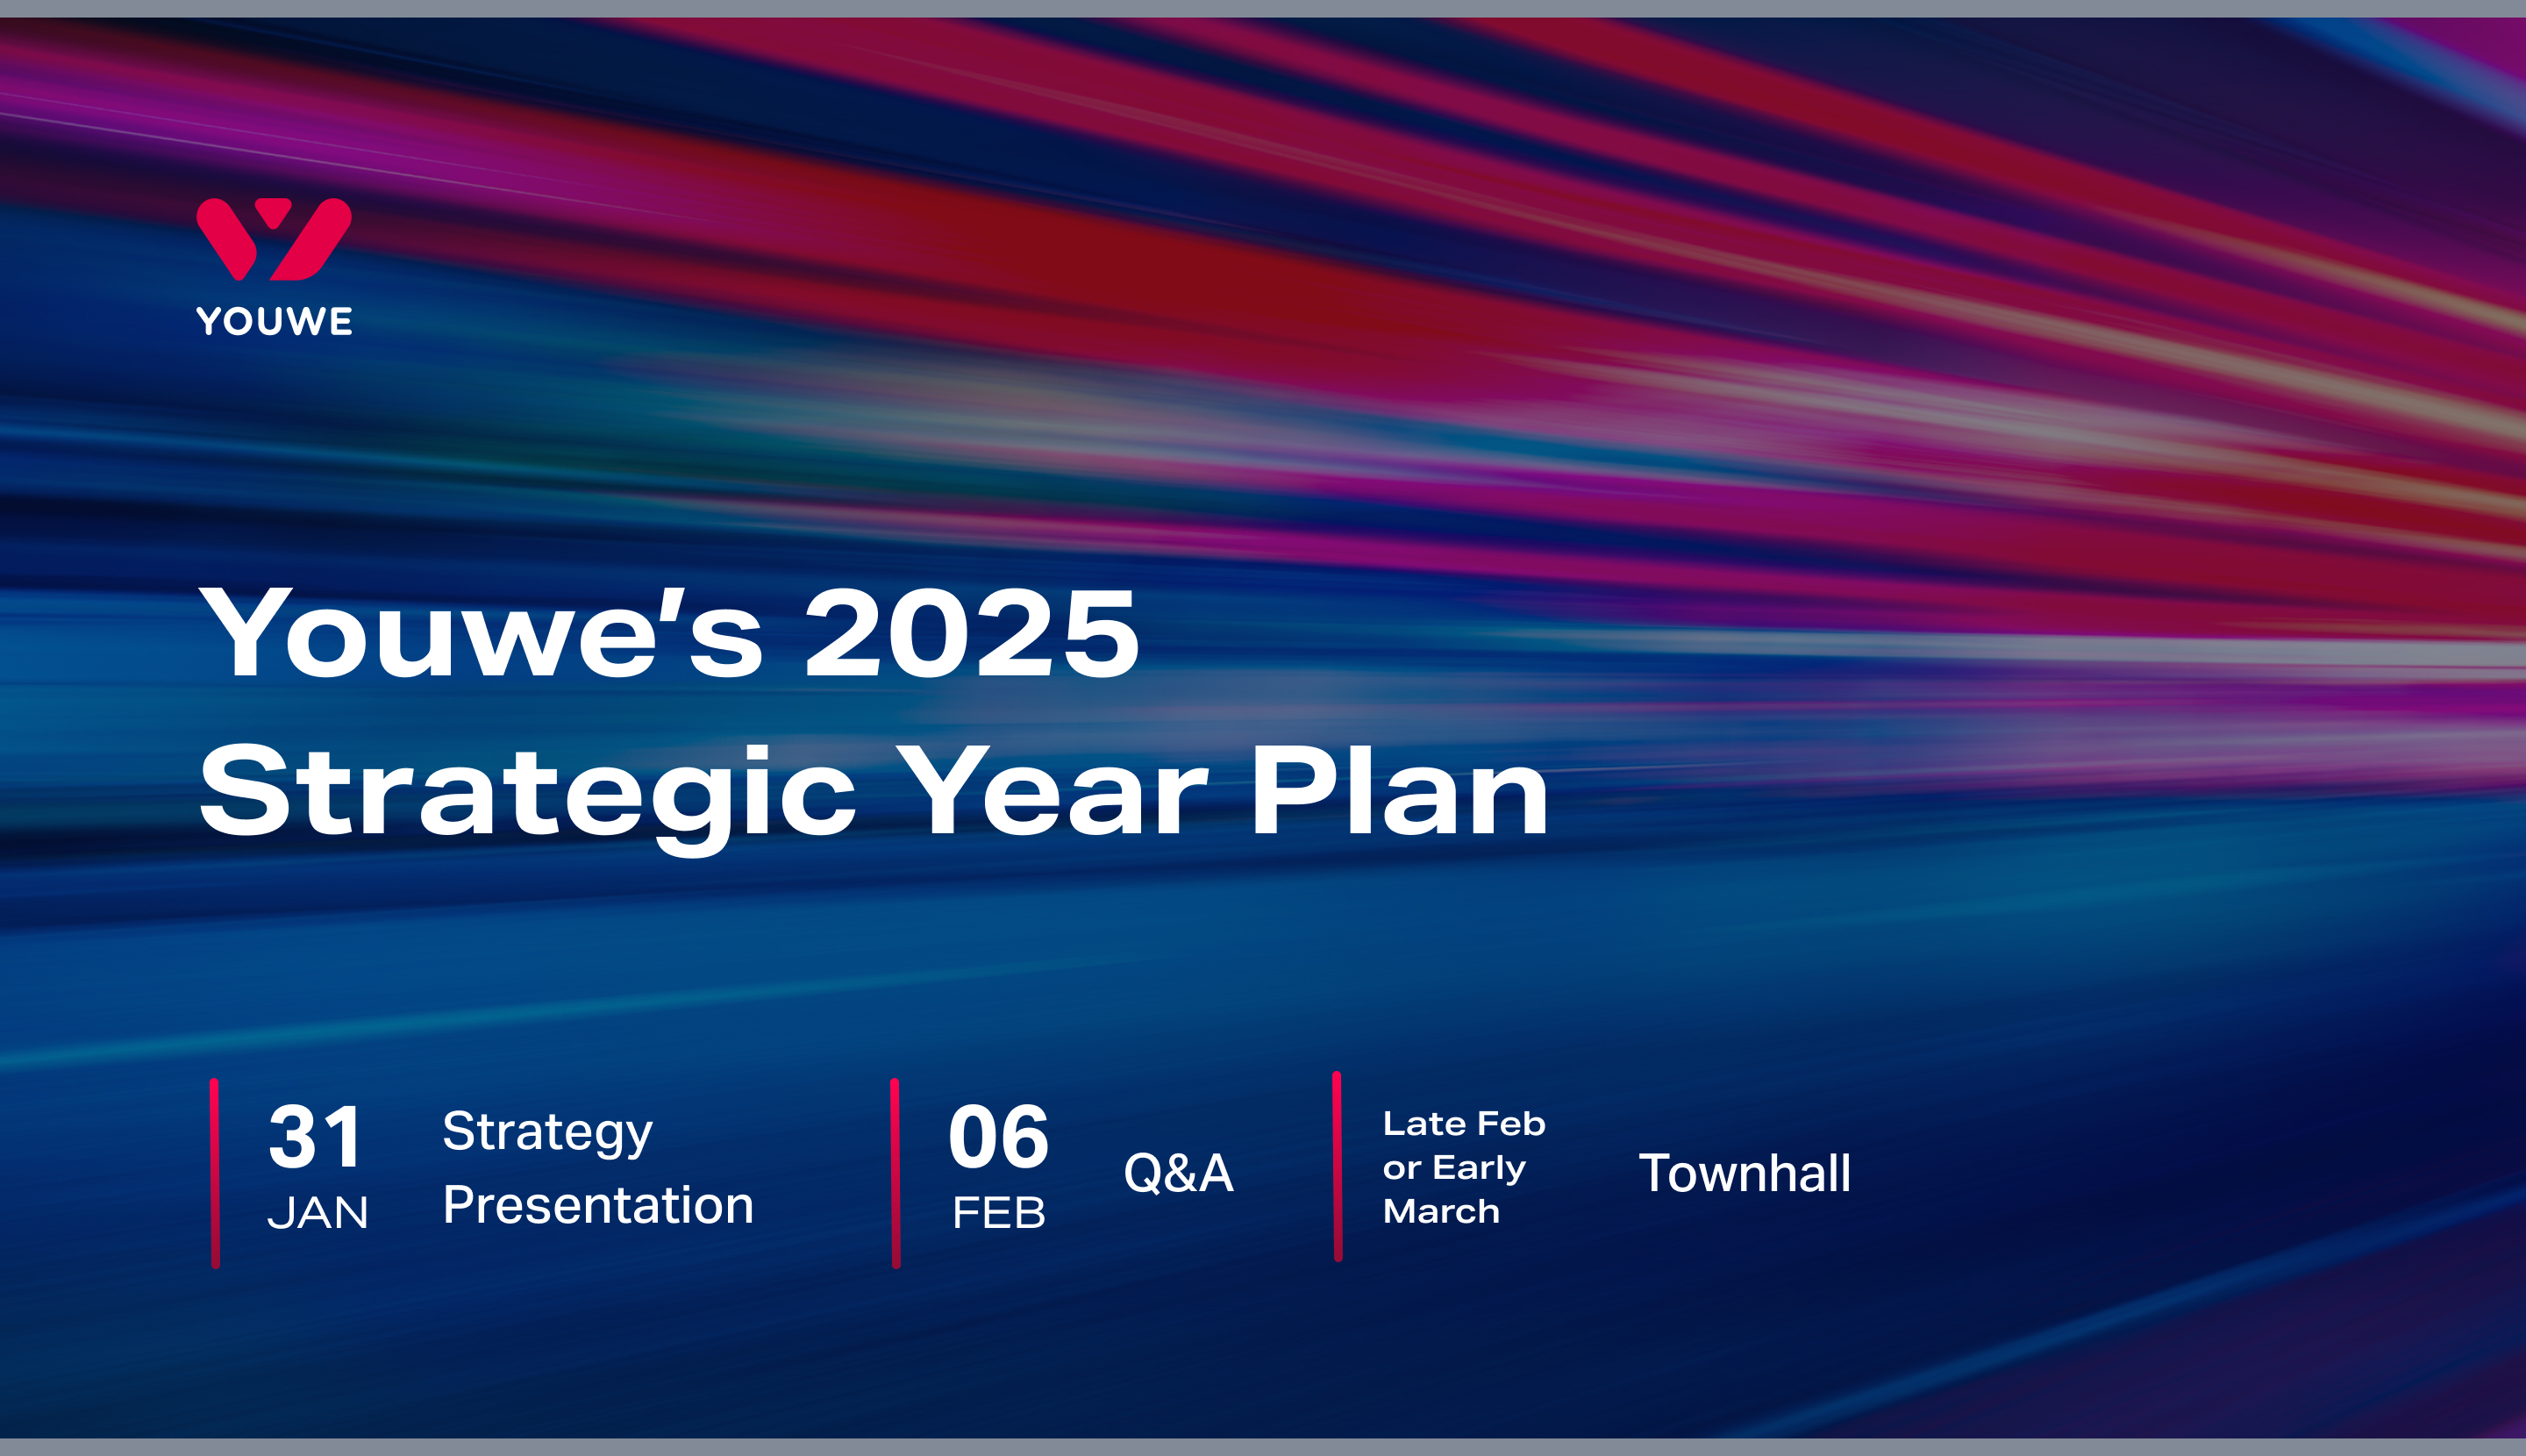 YOUWE
Youwe's 2025
Strategic Year Plan
31
JAN
Strategy
Presentation
06
FEB
Q&A
Late Feb
or Early
March
Townhall